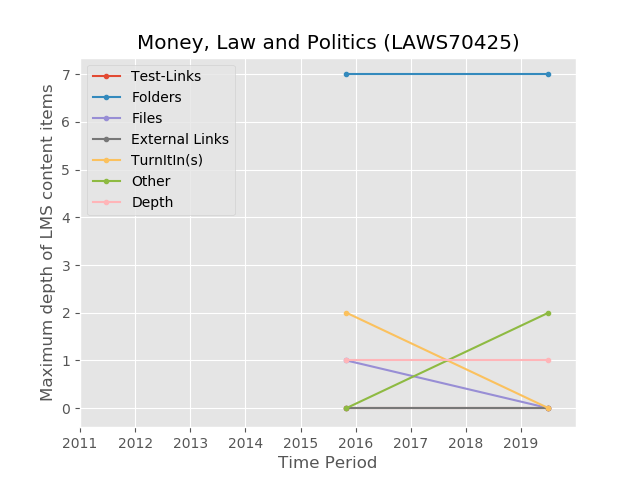 Money, Law and Politics (LAWS70425)
Test-Links
Folders
Files
External Links
TurnItIn(s)
Other
Depth
Maximum depth of LMS content items
7
6
5
4
3
2
1
0
2011 2012 2013 2014 2015 2016 2017 2018 2019
Time Period